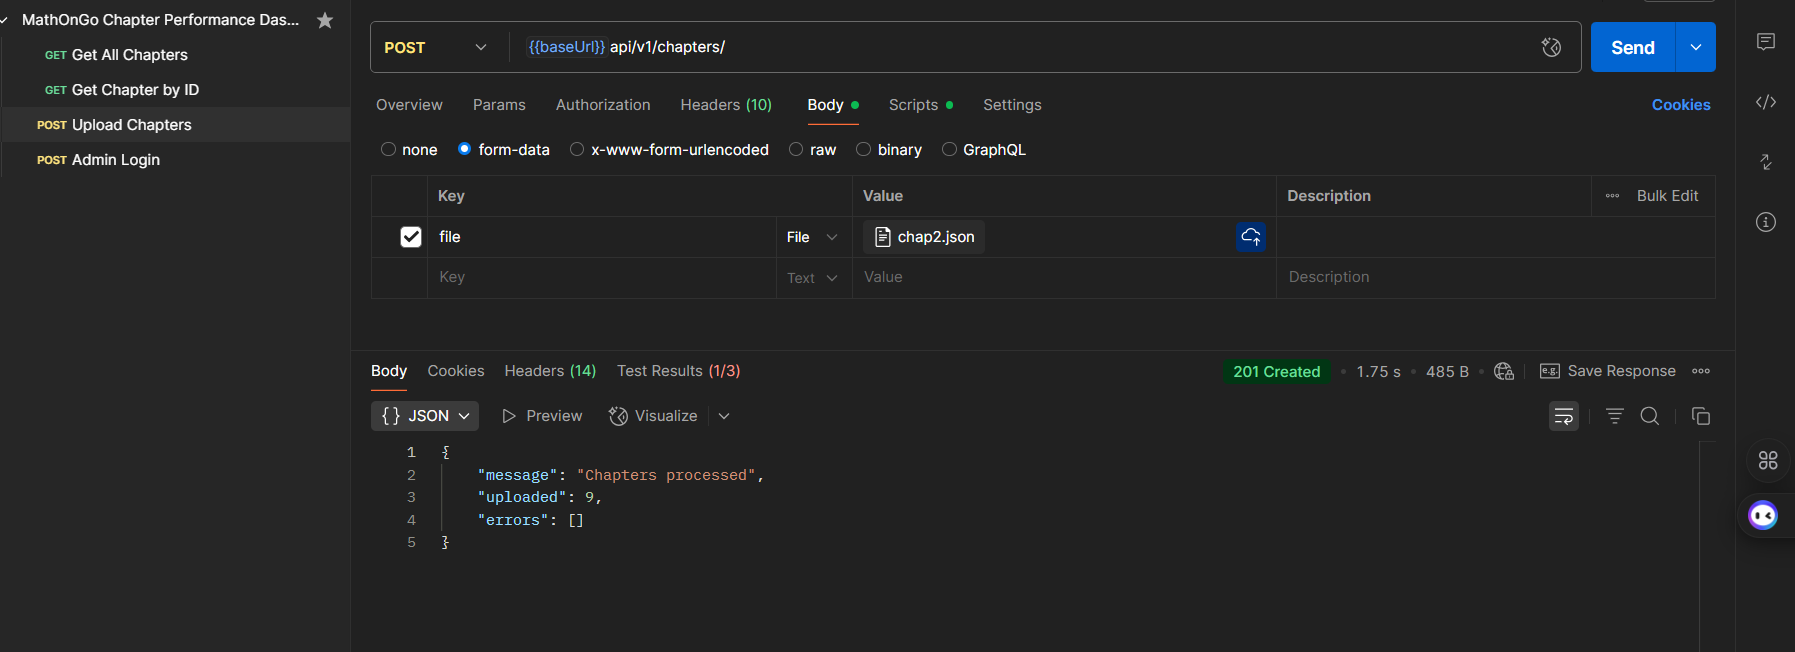 MathOnGo Chapter Performance Das...
GET Get All Chapters
GET Get Chapter by ID
POST Upload Chapters
POST Admin Login
POST {{baseUrl}} api/v1/chapters/ Send
Overview Params Authorization Headers (10) Body Scripts Settings Cookies
none form-data x-www-form-urlencoded raw binary GraphQL
Key Value Description Bulk Edit
file File chap2.json
Key Text Value Description
Body Cookies Headers (14) Test Results (1/3) 201 Created 1.75 s 485 B e.g. Save Response
{} JSON Preview Visualize
1 {
2 "message": "Chapters processed",
3 "uploaded": 9,
4 "errors": []
5 }